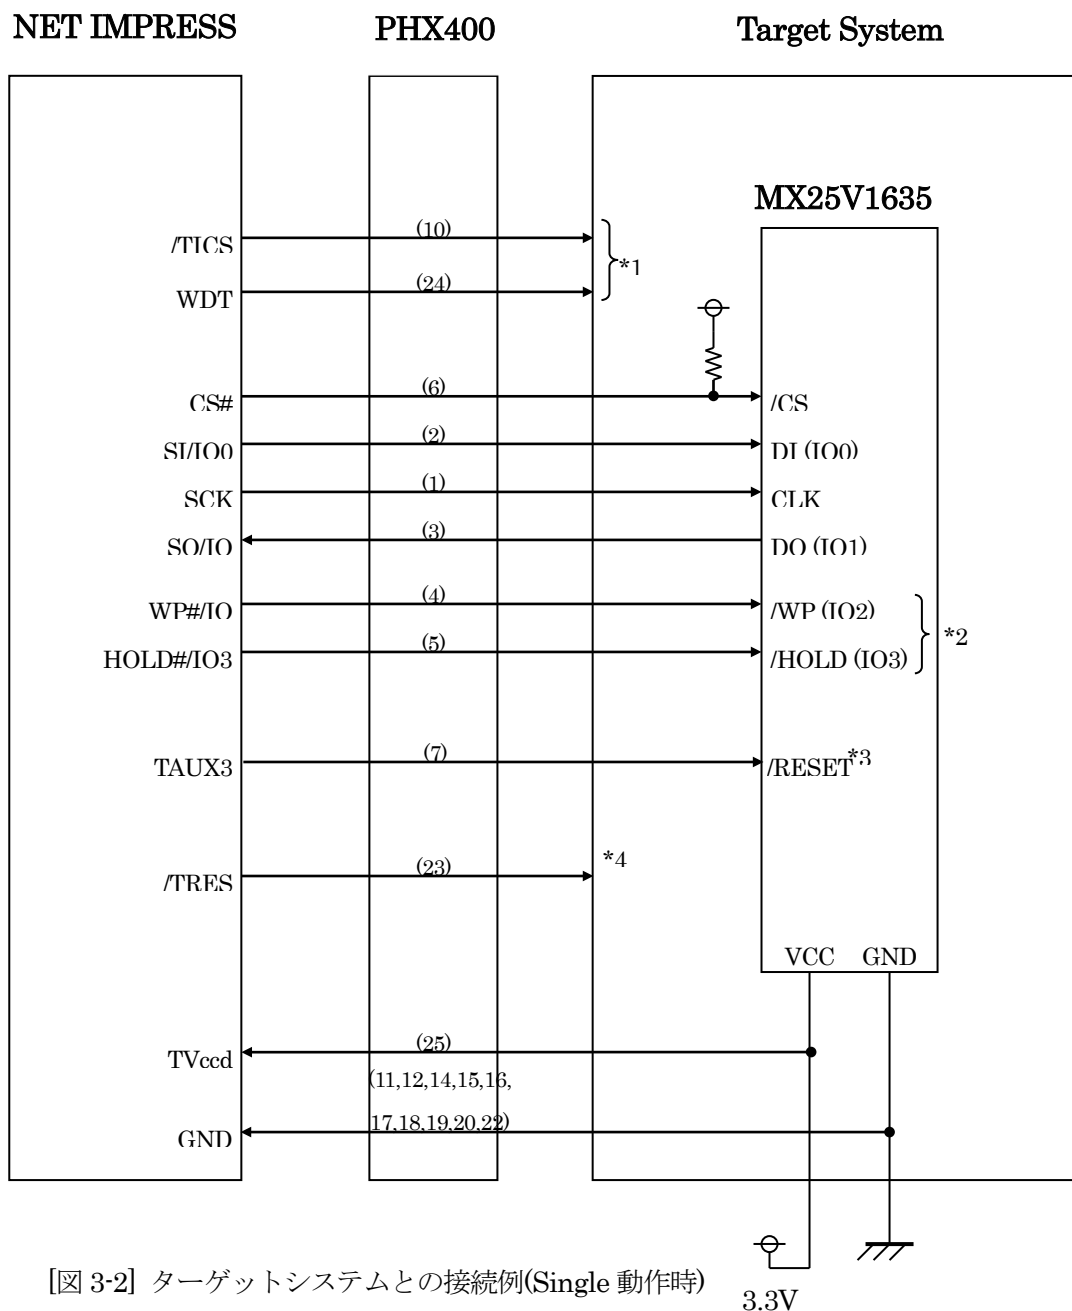 NET IMPRESS PHX400 Target System
MX25V1635
/TICS (10) *1
WDT (24)
CS# (6) /CS
SI/IO0 (2) DI (IO0)
SCK (1) CLK
SO/IO (3) DO (IO1)
WP#/IO (4) /WP (IO2)
*2
HOLD#/IO3 (5) /HOLD (IO3)
TAUX3 (7) /RESET*3
/TRES (23) *4
VCC GND
TVccd (25)
(11,12,14,15,16,
17,18,19,20,22)
GND
[図 3-2] ターゲットシステムとの接続例(Single 動作時)
3.3V